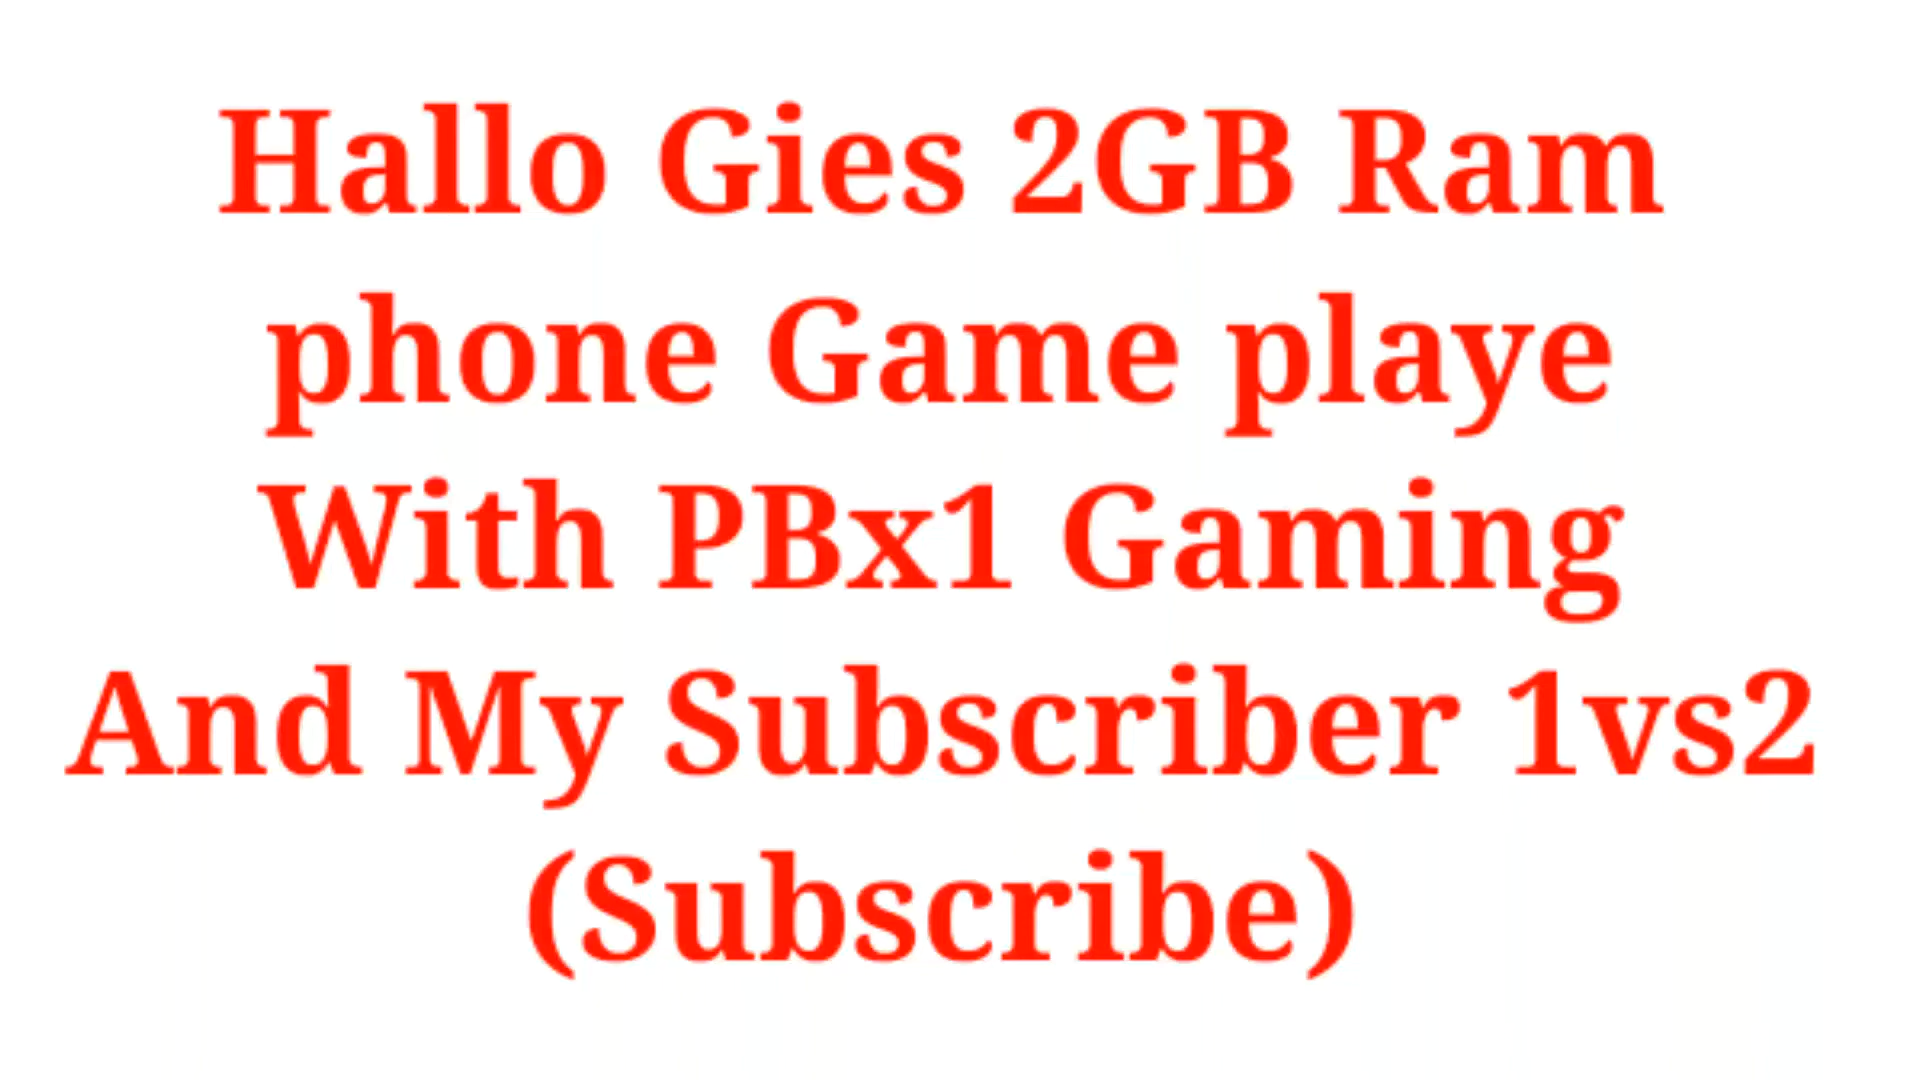 Hallo Gies 2GB Ram
phone Game playe
With PBx1 Gaming
And My Subscriber 1vs2
(Subscribe)